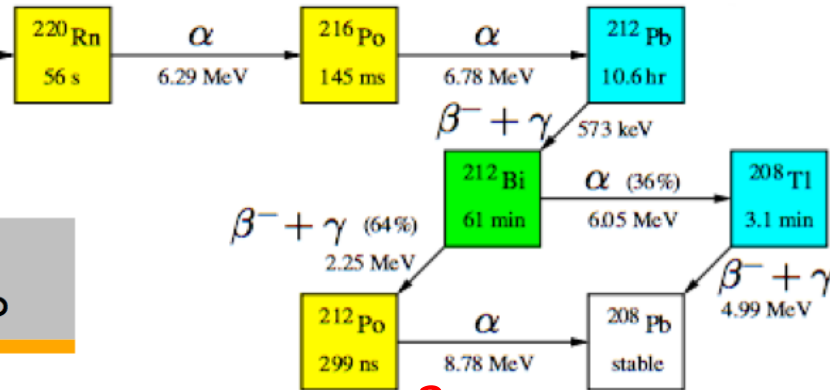 ²²⁰Rn
56 s
α
6.29 MeV
²¹⁶Po
145 ms
α
6.78 MeV
²¹²Pb
10.6 hr
β⁻ + γ
573 keV
²¹²Bi
61 min
α (36%)
6.05 MeV
²⁰⁸Tl
3.1 min
β⁻ + γ (64%)
2.25 MeV
β⁻ + γ
4.99 MeV
²¹²Po
299 ns
α
8.78 MeV
²⁰⁸Pb
stable